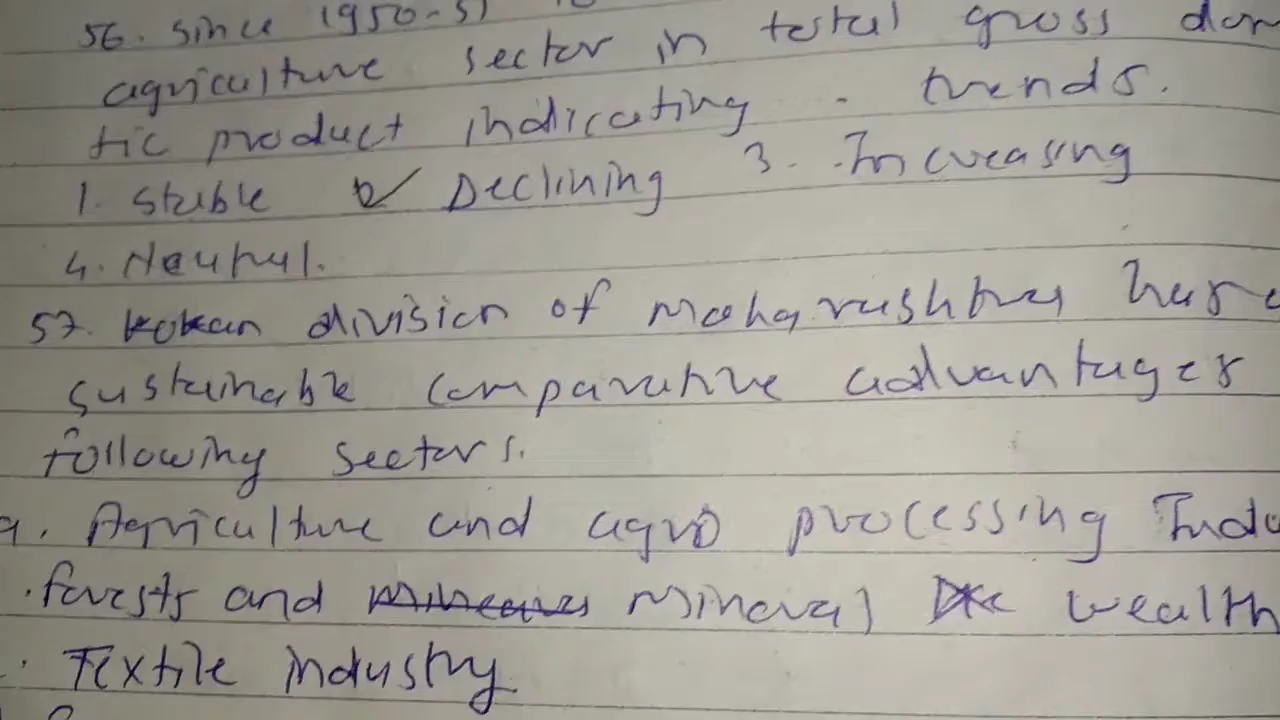 56. Since 1950-51
agriculture sector in total gross dom
tic product indicating - trends.
1. Stable 2 Declining 3. Increasing
4. Neutral.
57. Kokan division of Maharashtra have
sustainable comparative advantages
following sectors.
a. Agriculture and agro processing Indu
. Forests and Mineral wealth
. Textile industry